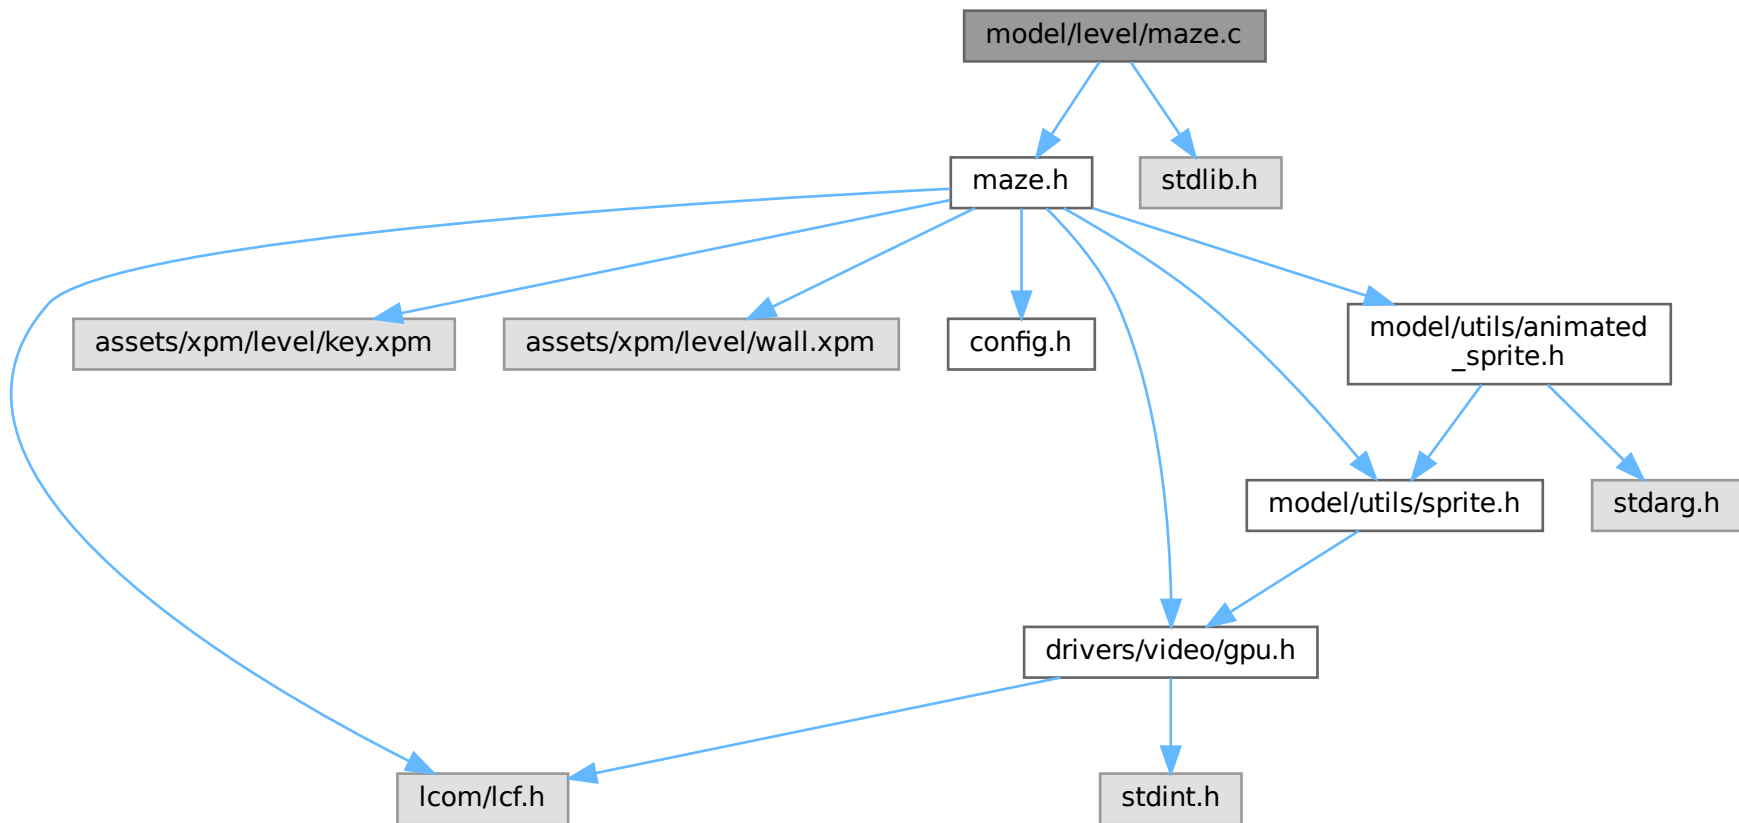 model/level/maze.c
maze.h
stdlib.h
assets/xpm/level/key.xpm
assets/xpm/level/wall.xpm
config.h
model/utils/animated
_sprite.h
model/utils/sprite.h
stdarg.h
drivers/video/gpu.h
lcom/lcf.h
stdint.h